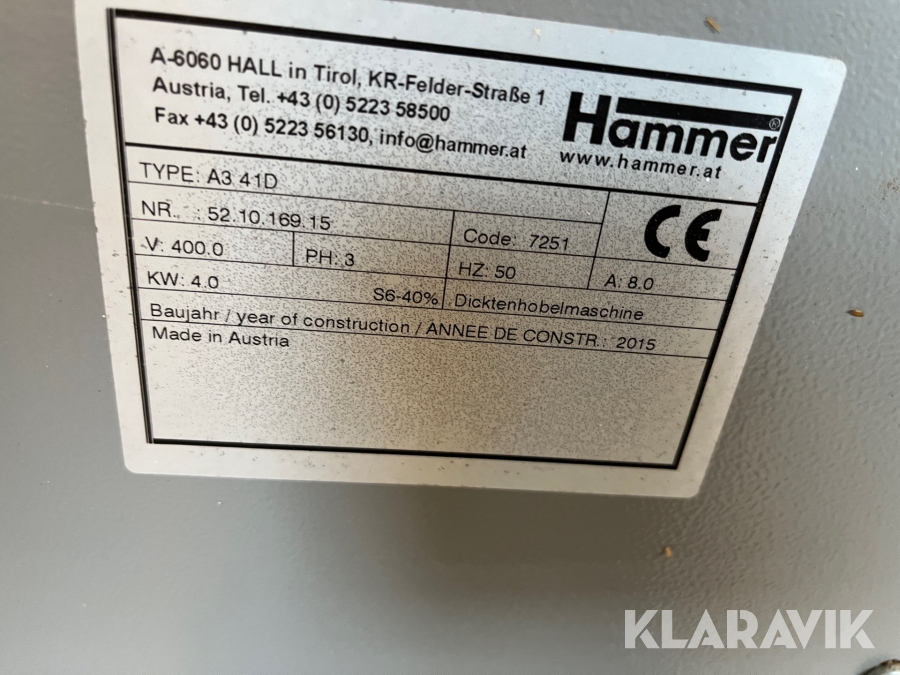 A-6060 HALL in Tirol, KR-Felder-Straße 1
Austria, Tel. +43 (0) 5223 58500
Fax +43 (0) 5223 56130, info@hammer.at
Hammer®
www.hammer.at
TYPE: A3 41D
NR.: 52.10.169.15 Code: 7251 CE
V: 400.0 PH: 3 HZ: 50 A: 8.0
KW: 4.0 S6-40% Dicktenhobelmaschine
Baujahr / year of construction / ANNEE DE CONSTR.: 2015
Made in Austria
KLARAVIK